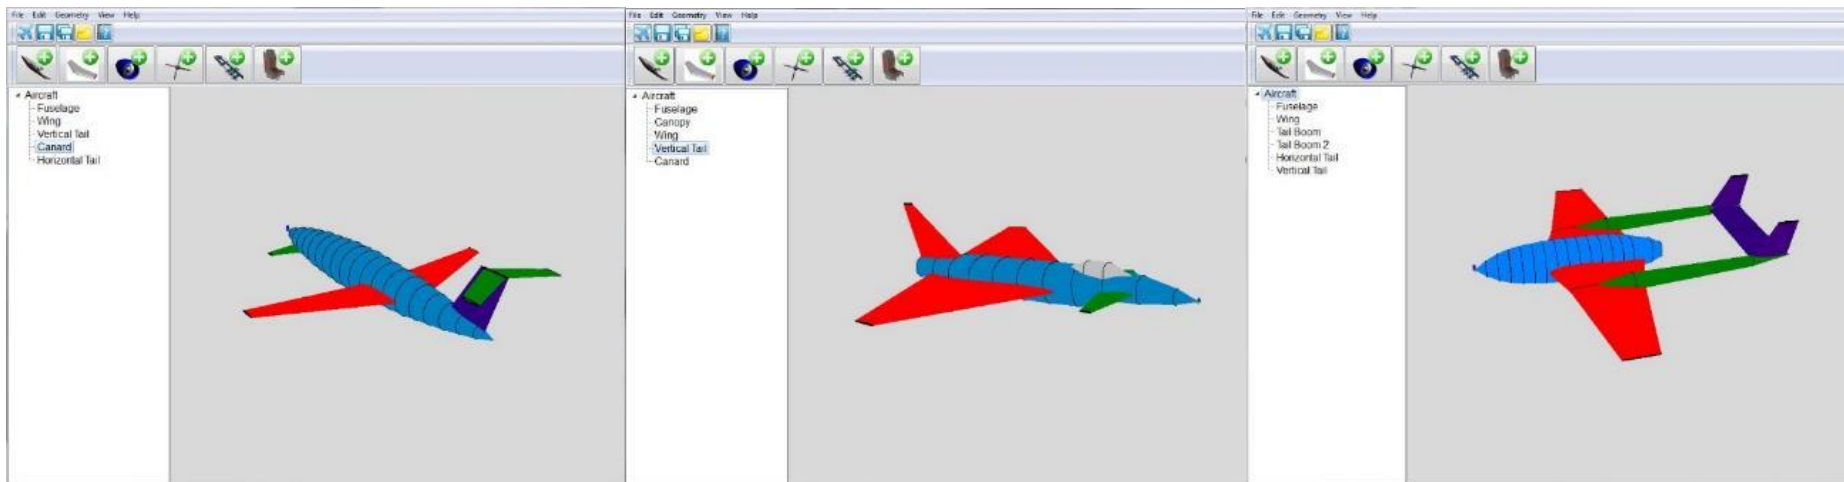 File Edit Geometry View Help
Aircraft
Fuselage
Wing
Vertical Tail
Canard
Horizontal Tail
File Edit Geometry View Help
Aircraft
Fuselage
Canopy
Wing
Vertical Tail
Canard
File Edit Geometry View Help
Aircraft
Fuselage
Wing
Tail Boom
Tail Boom 2
Horizontal Tail
Vertical Tail